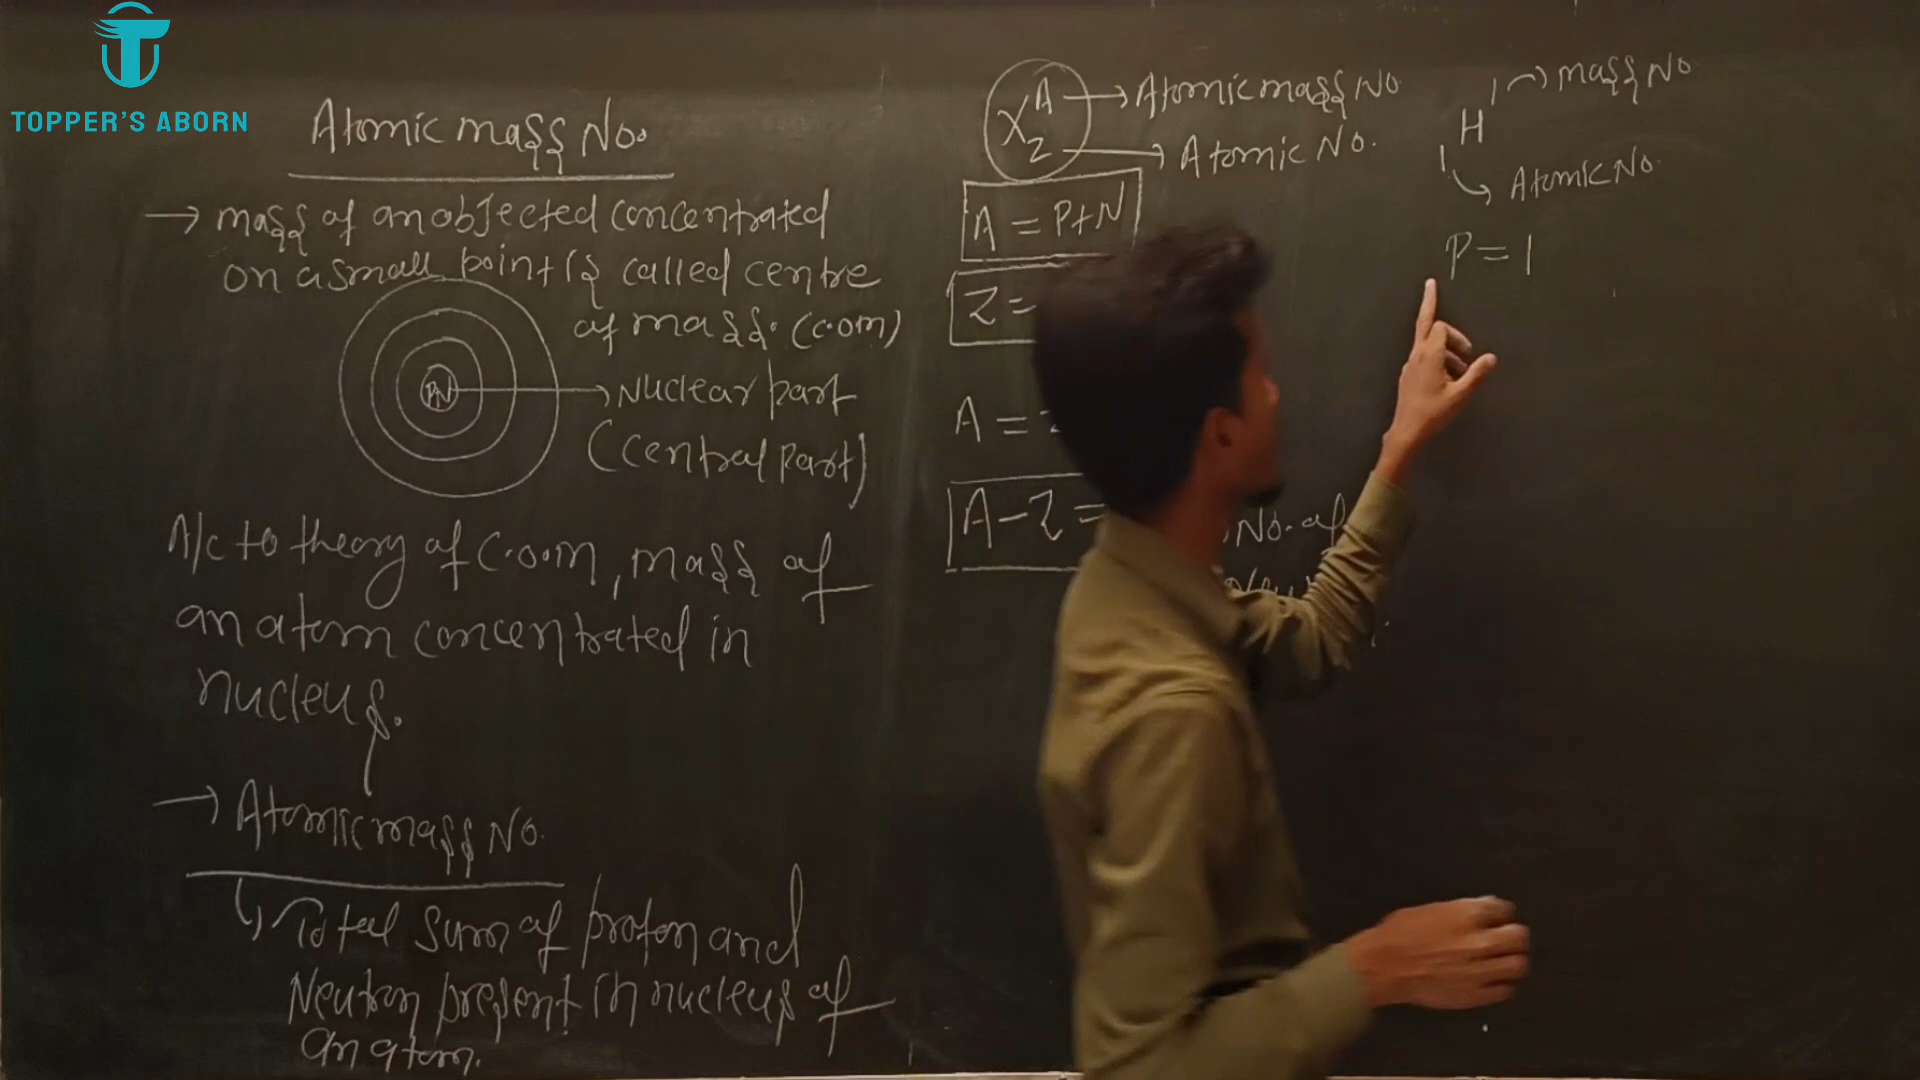 TOPPER'S ABORN
Atomic mass No.
→ mass of an objected concentrated
on a small point is called centre
of mass. (c.o.m)
PN
→ Nuclear part
(central part)
A/c to theory of C.o.m, mass of
an atom concentrated in
nucleus.
→ Atomic mass No.
↳ Total sum of proton and
Neutron present in nucleus of
an atom.
X A Z
→ Atomic mass No
→ Atomic No.
A = P+N
Z =
A =
A-Z =
No. of
H
1 → mass No
1 → Atomic No.
P = 1